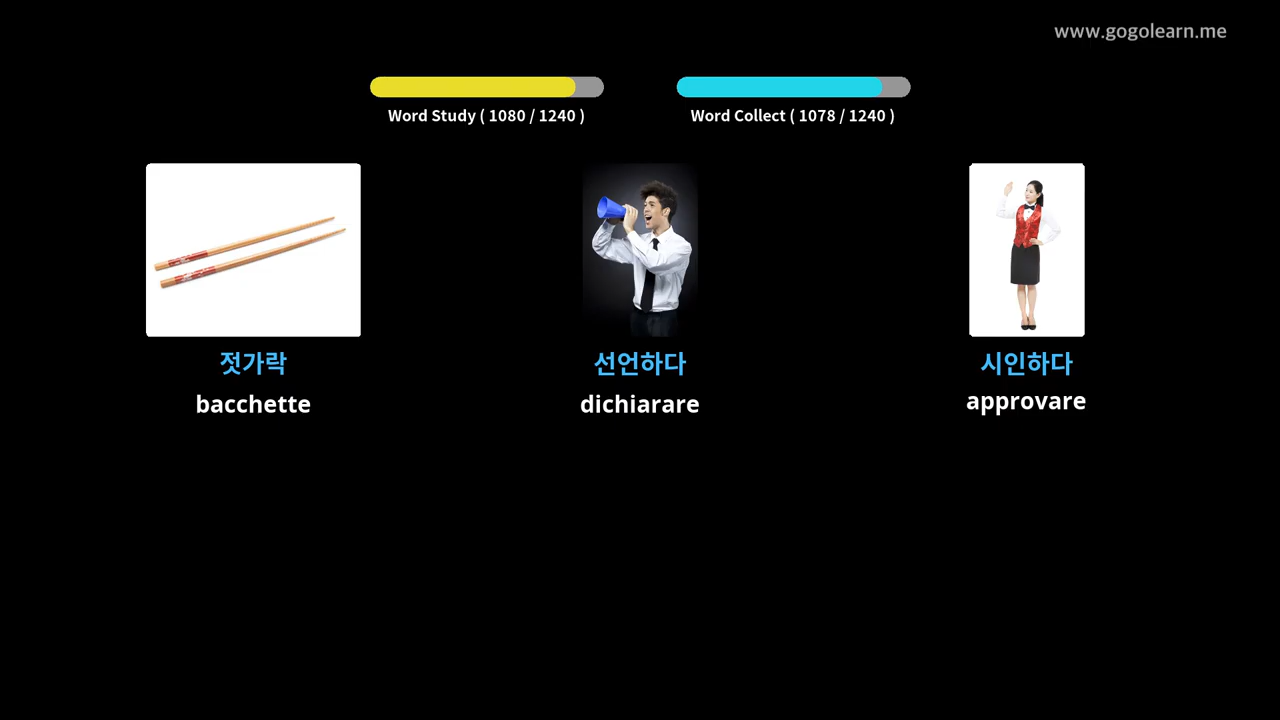 www.gogolearn.me
Word Study ( 1080 / 1240 )
Word Collect ( 1078 / 1240 )
젓가락
선언하다
시인하다
bacchette
dichiarare
approvare